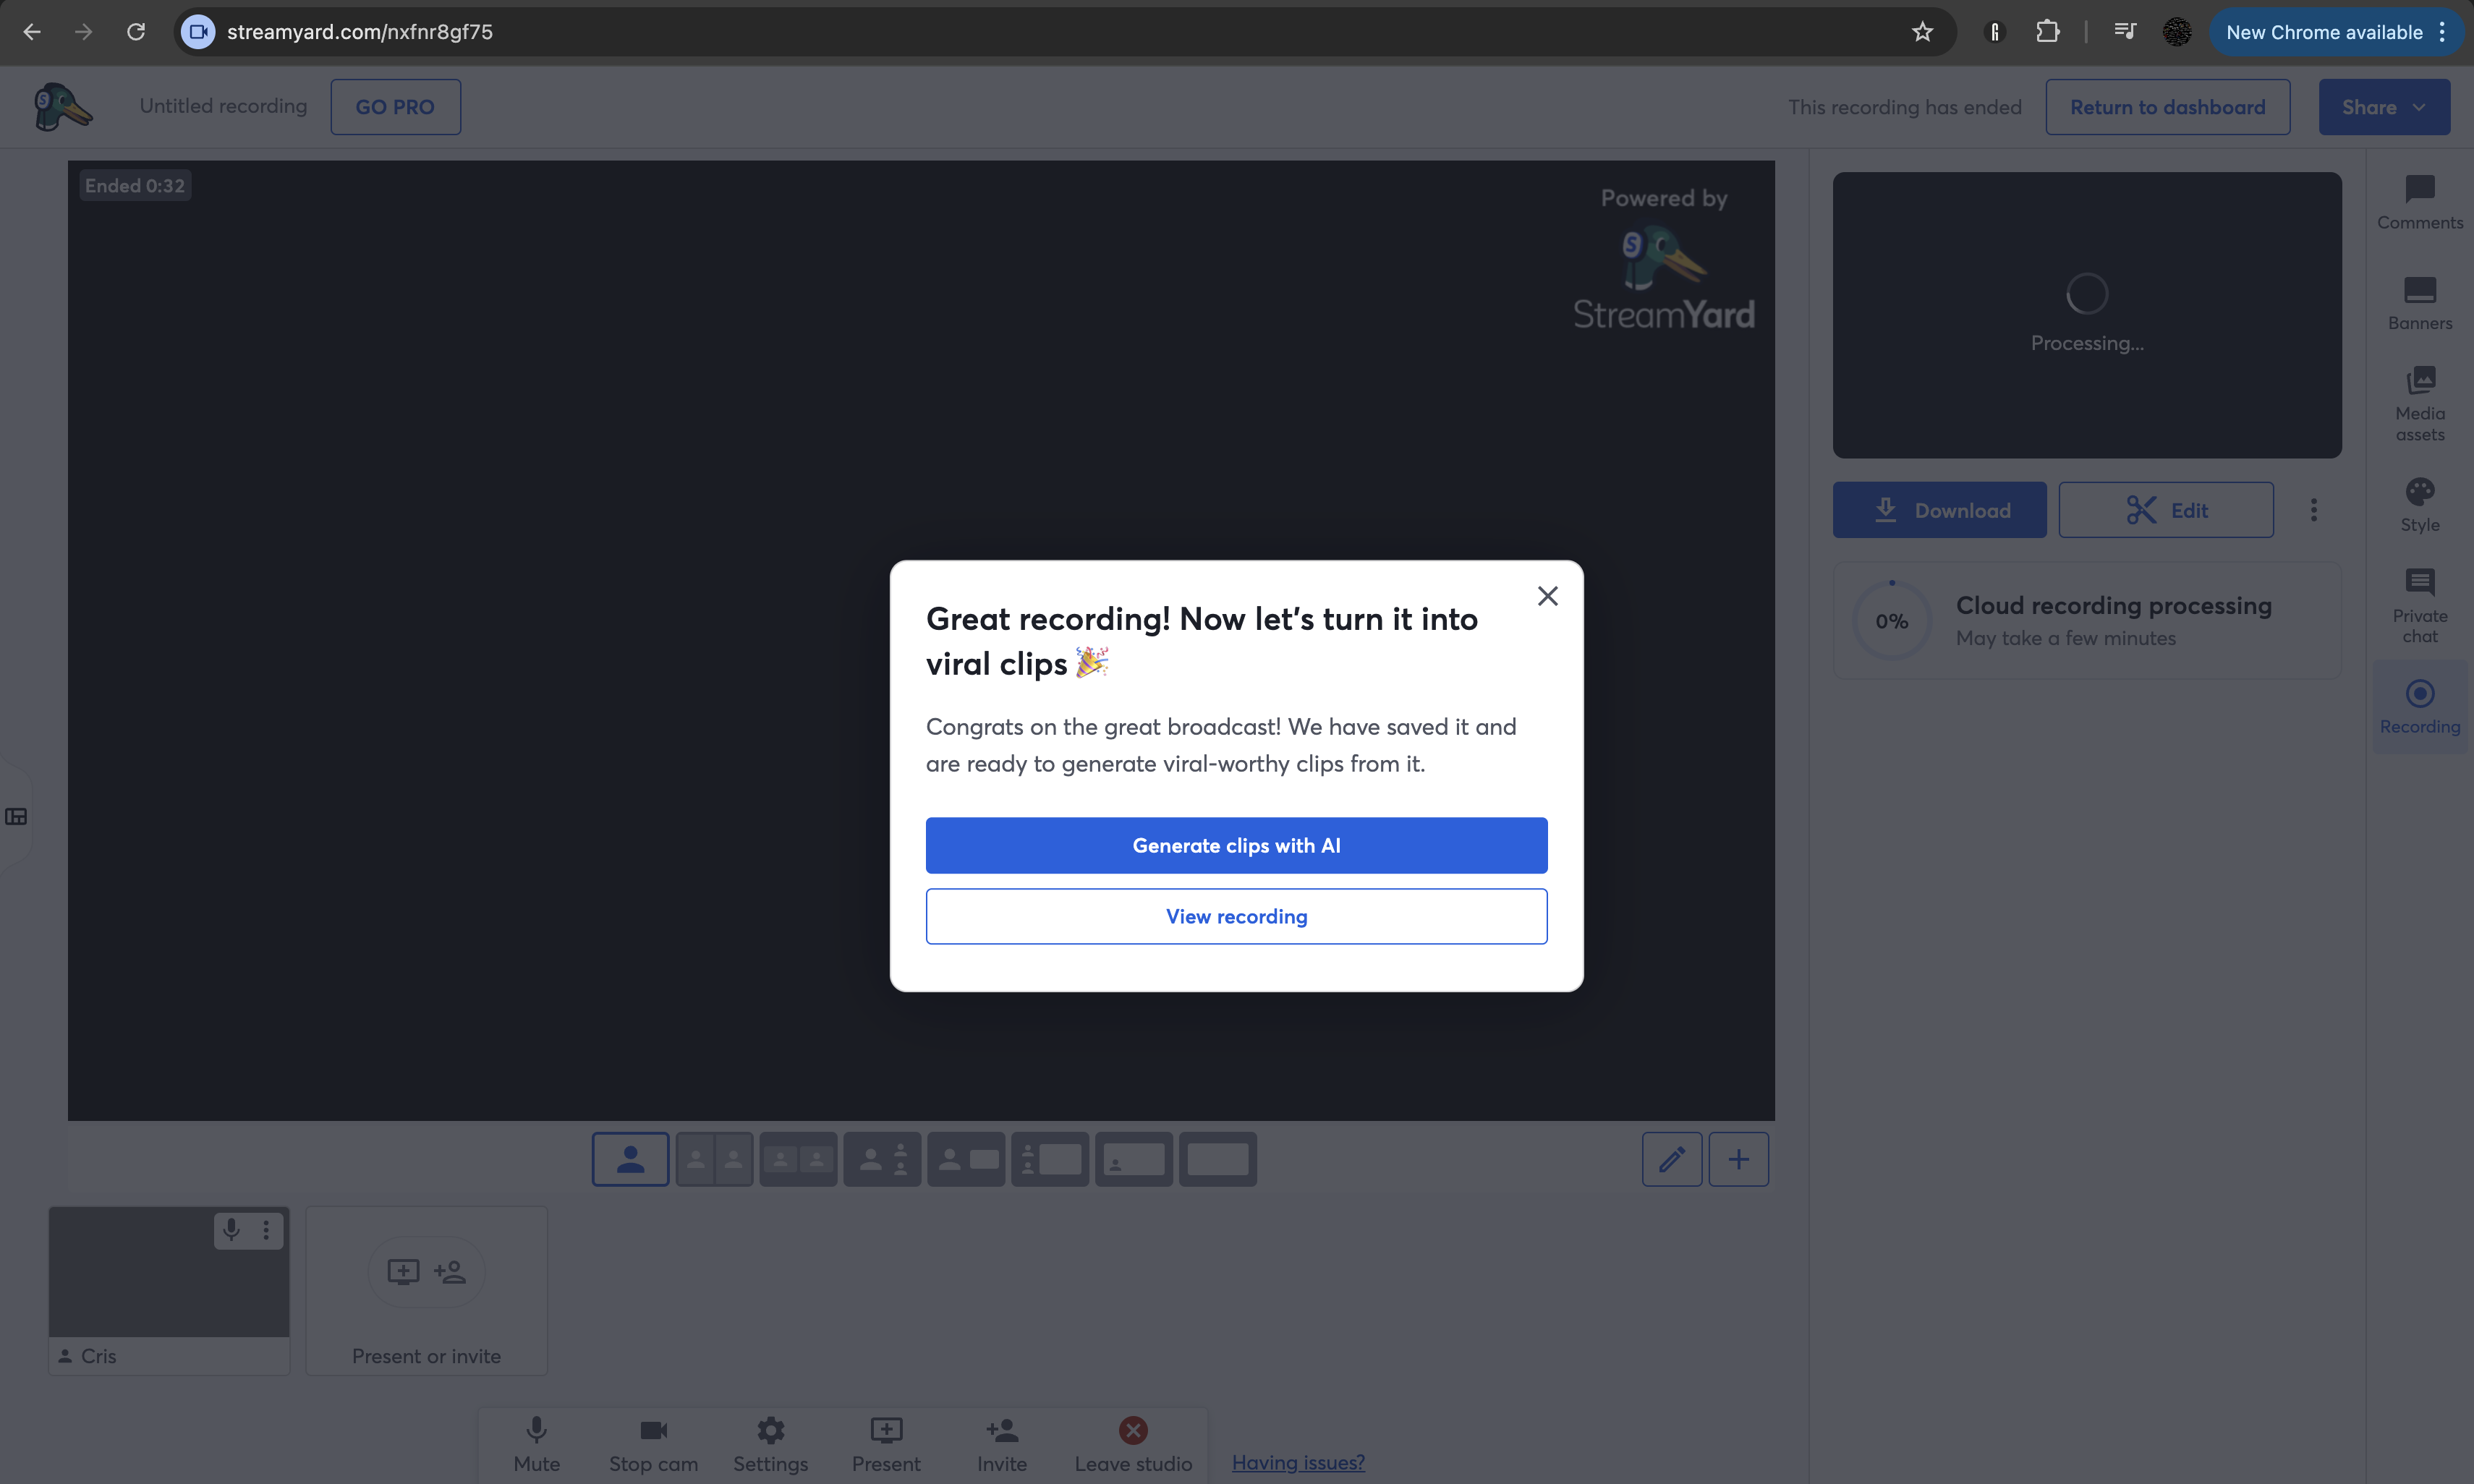 streamyard.com/nxfnr8gf75
New Chrome available
S
Untitled recording
GO PRO
This recording has ended
Return to dashboard
Share
Ended 0:32
Powered by
S
StreamYard
Processing...
Download
Edit
0%
Cloud recording processing
May take a few minutes
Comments
Banners
Media
assets
Style
Private
chat
Recording
Great recording! Now let's turn it into
viral clips 🎉
Congrats on the great broadcast! We have saved it and
are ready to generate viral-worthy clips from it.
Generate clips with AI
View recording
Cris
Present or invite
Mute
Stop cam
Settings
Present
Invite
Leave studio
Having issues?